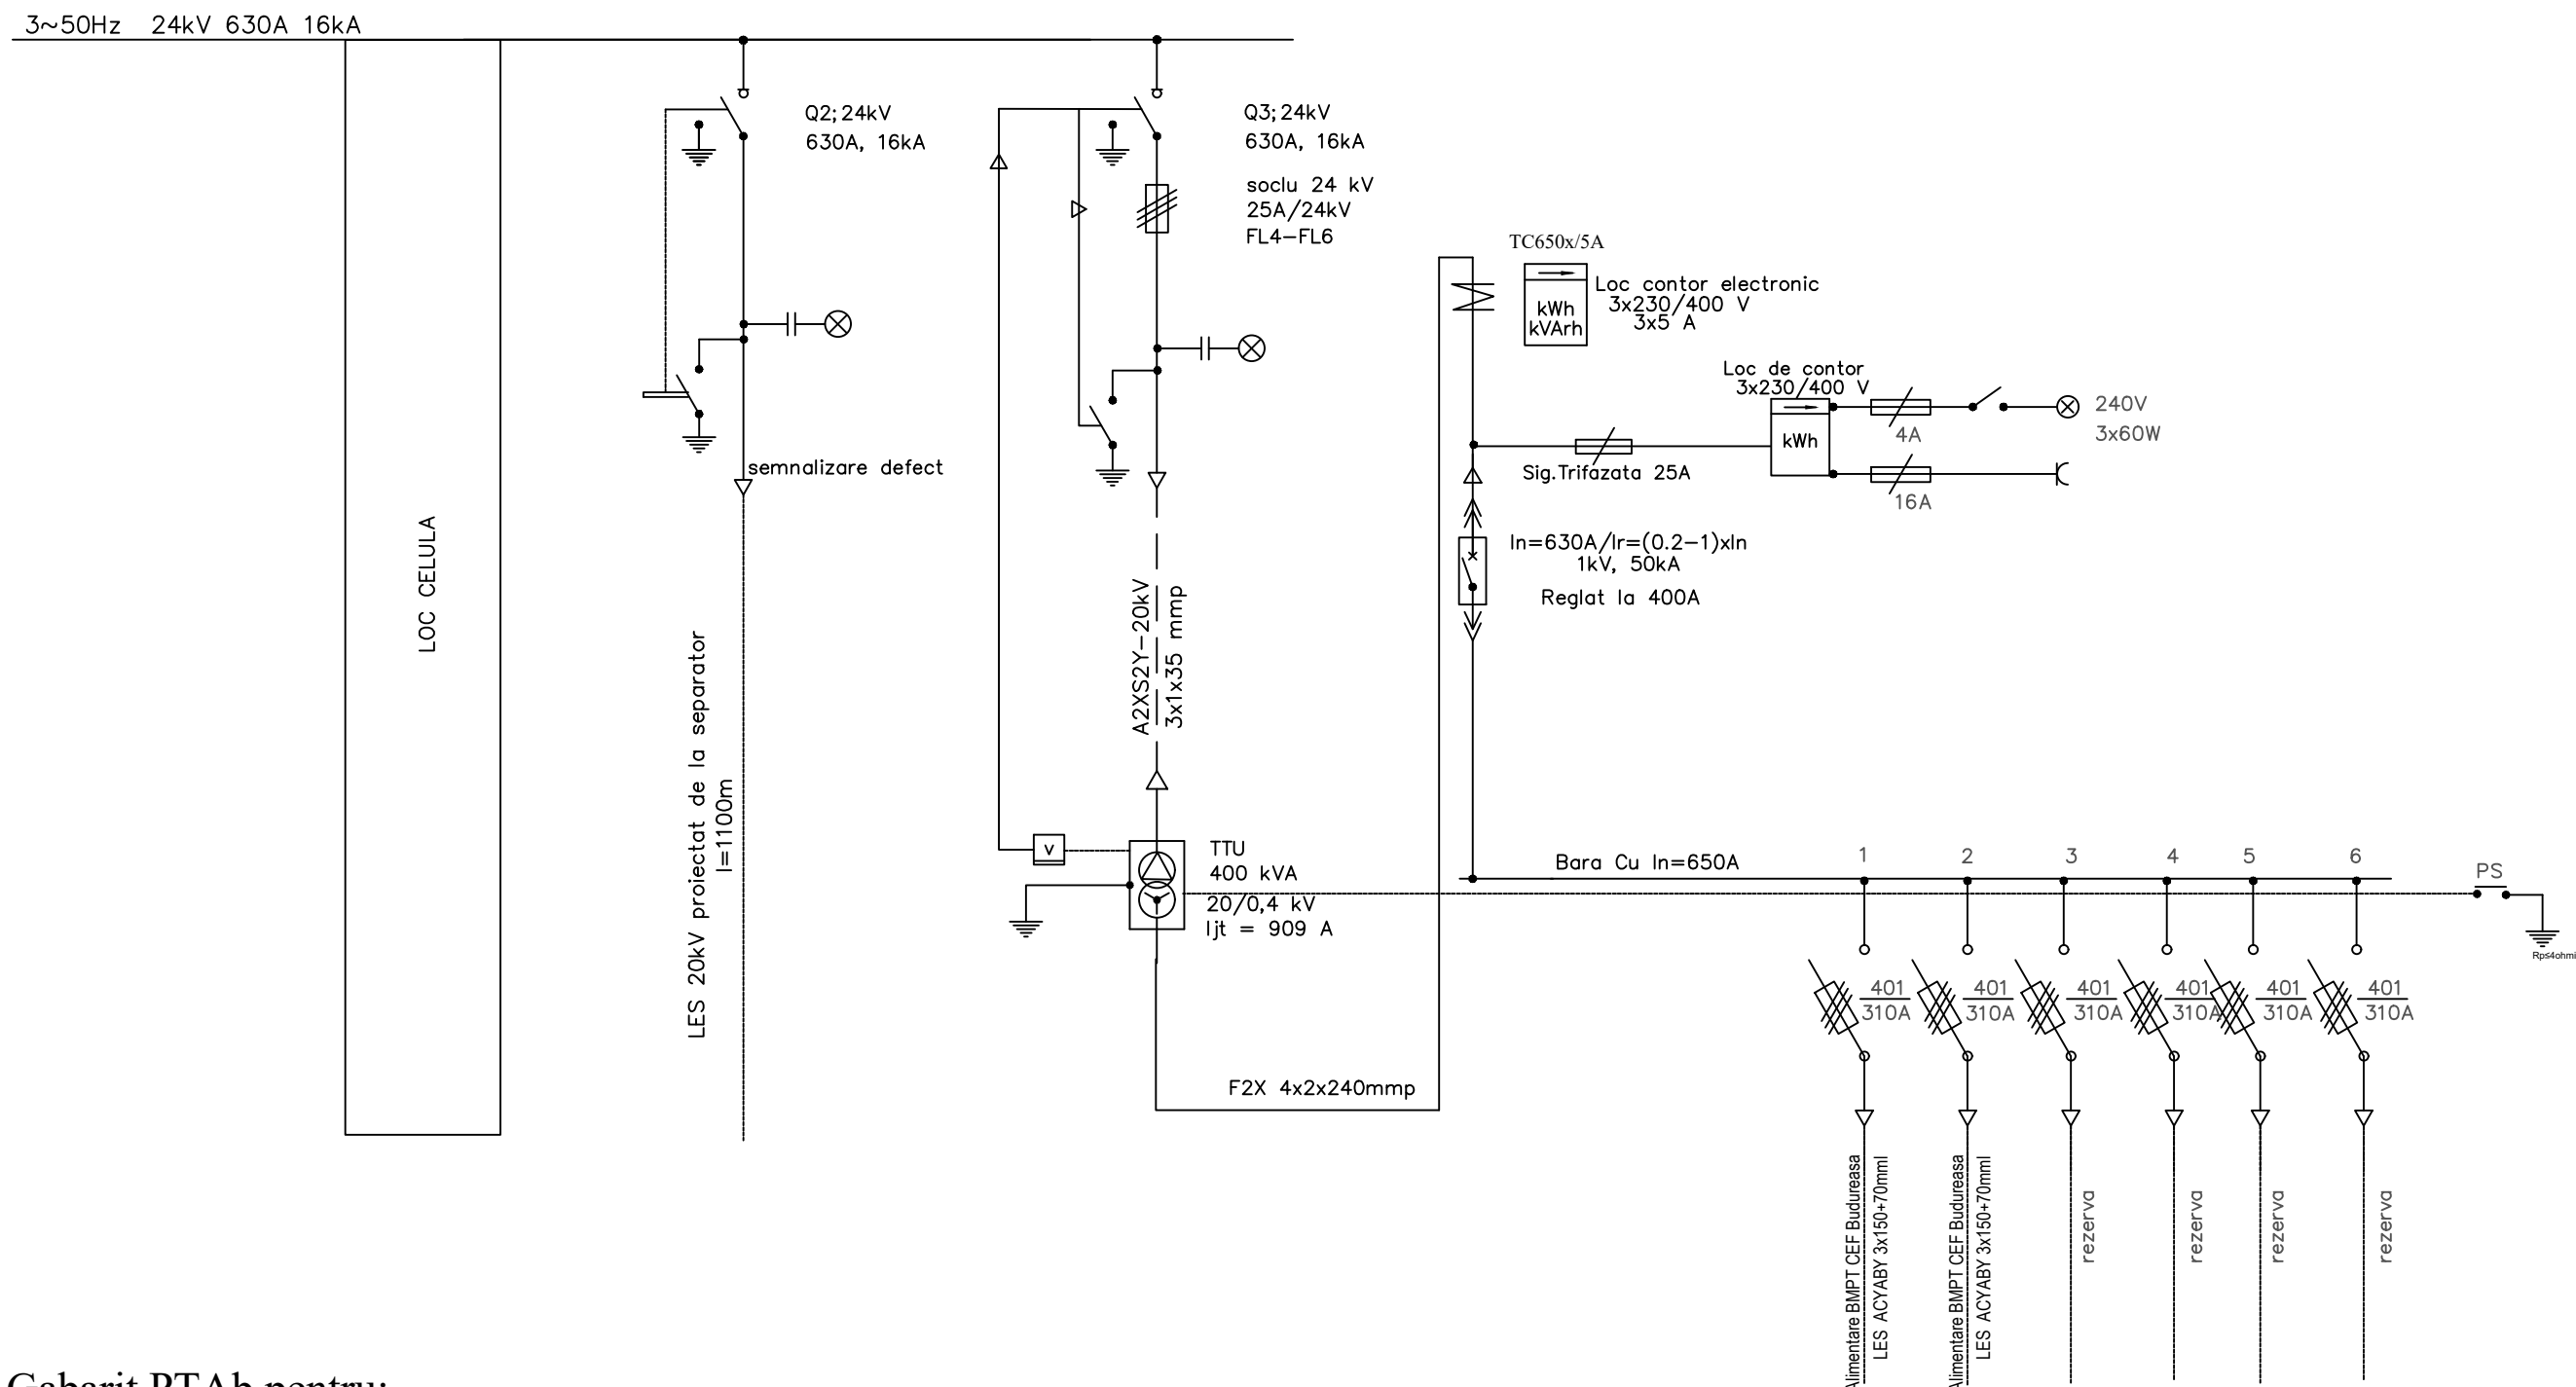 3~50Hz 24kV 630A 16kA
LOC CELULA
Q2;24kV
630A, 16kA
semnalizare defect
LES 20kV proiectat de la separator
l=1100m
Q3;24kV
630A, 16kA
soclu 24 kV
25A/24kV
FL4-FL6
A2XS2Y-20kV
3x1x35 mmp
v
TTU
400 kVA
20/0,4 kV
Ijt = 909 A
F2X 4x2x240mmp
TC650x/5A
kWh
kVArh
Loc contor electronic
3x230/400 V
3x5 A
Loc de contor
3x230/400 V
kWh
Sig.Trifazata 25A
4A
16A
240V
3x60W
In=630A/Ir=(0.2-1)xIn
1kV, 50kA
Reglat la 400A
Bara Cu In=650A
1 2 3 4 5 6
PS
Rp≤4ohmi
401
310A
401
310A
401
310A
401
310A
401
310A
401
310A
Alimentare BMPT CEF Budureasa
LES ACYABY 3x150+70mml
Alimentare BMPT CEF Budureasa
LES ACYABY 3x150+70mml
rezerva
rezerva
rezerva
rezerva
Gabarit PTAb pentru: